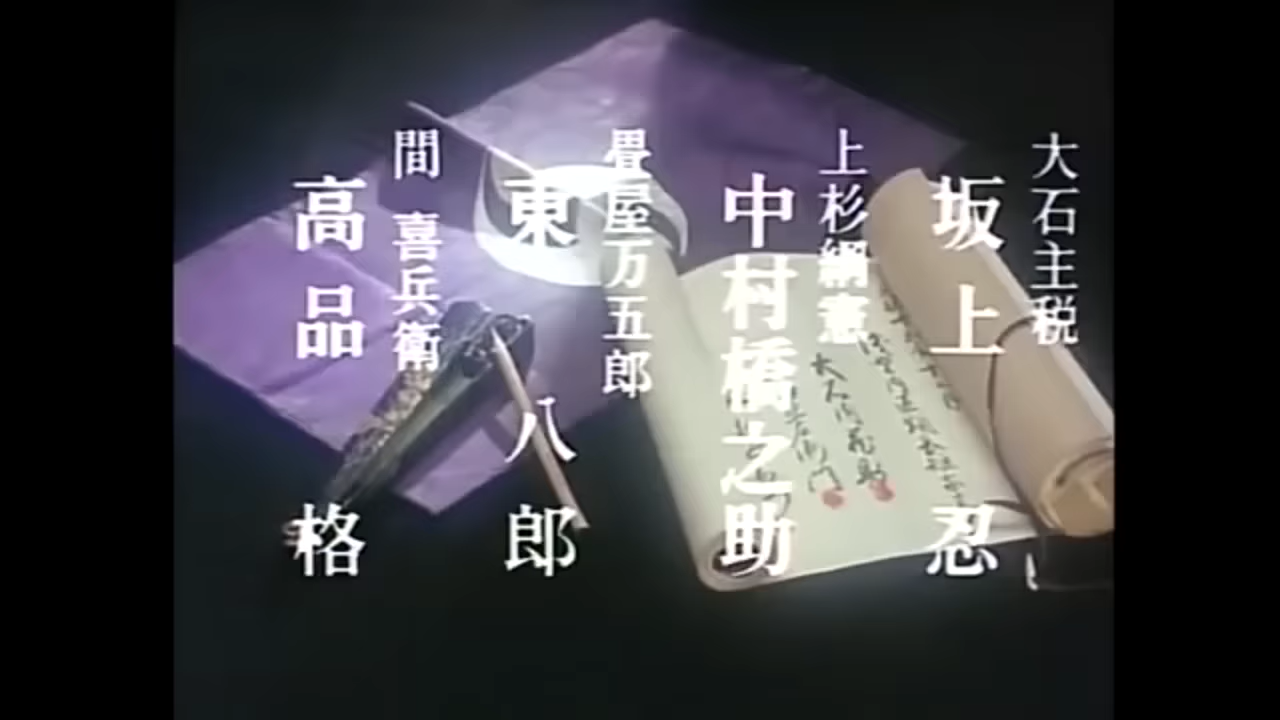 大石主税
坂上忍
上杉綱憲
中村橋之助
畳屋万五郎
東八郎
間 喜兵衛
高品格